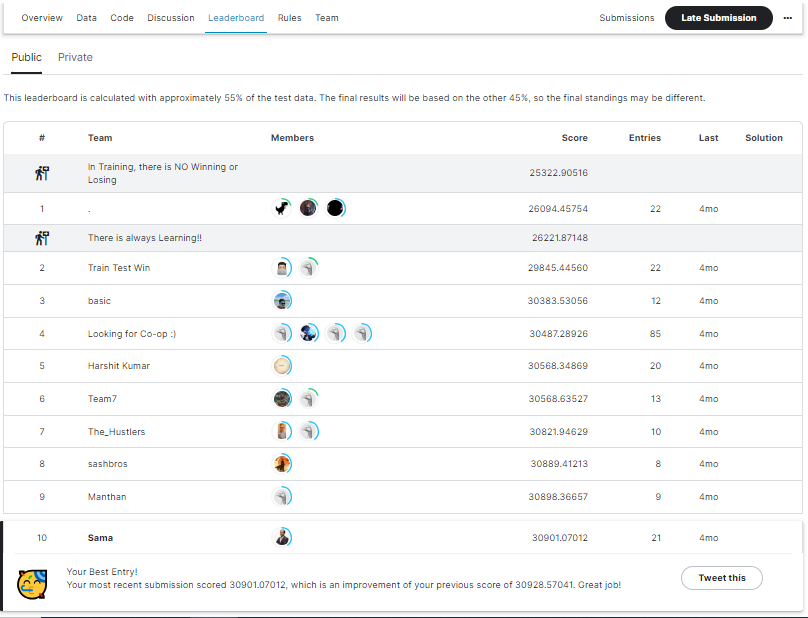 Overview Data Code Discussion Leaderboard Rules Team Submissions Late Submission ...
Public Private
This leaderboard is calculated with approximately 55% of the test data. The final results will be based on the other 45%, so the final standings may be different.
# Team Members Score Entries Last Solution
In Training, there is NO Winning or
Losing
25322.90516
1 . 26094.45754 22 4mo
There is always Learning!! 26221.87148
2 Train Test Win 29845.44560 22 4mo
3 basic 30383.53056 12 4mo
4 Looking for Co-op :) 30487.28926 85 4mo
5 Harshit Kumar 30568.34869 20 4mo
6 Team7 30568.63527 13 4mo
7 The_Hustlers 30821.94629 10 4mo
8 sashbros 30889.41213 8 4mo
9 Manthan 30898.36657 9 4mo
10 Sama 30901.07012 21 4mo
Your Best Entry!
Your most recent submission scored 30901.07012, which is an improvement of your previous score of 30928.57041. Great job!
Tweet this